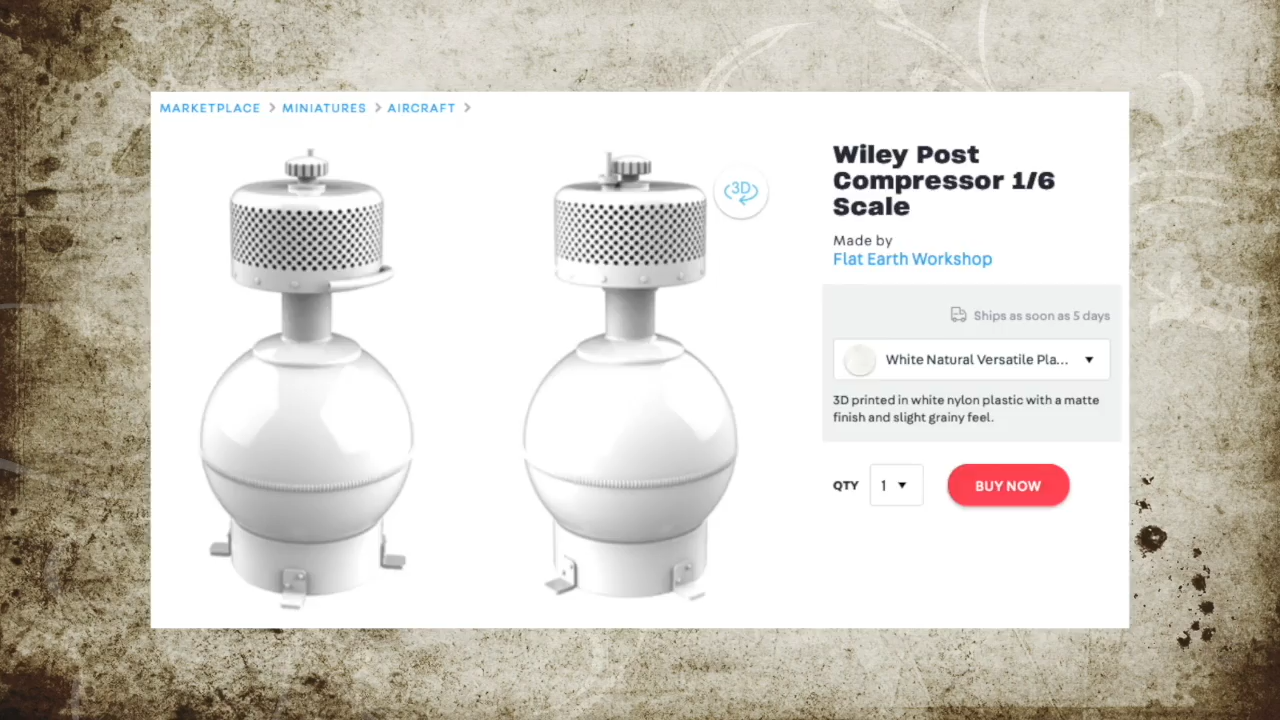 MARKETPLACE > MINIATURES > AIRCRAFT >
3D
Wiley Post
Compressor 1/6
Scale
Made by
Flat Earth Workshop
Ships as soon as 5 days
White Natural Versatile Pla...
3D printed in white nylon plastic with a matte
finish and slight grainy feel.
QTY 1 BUY NOW